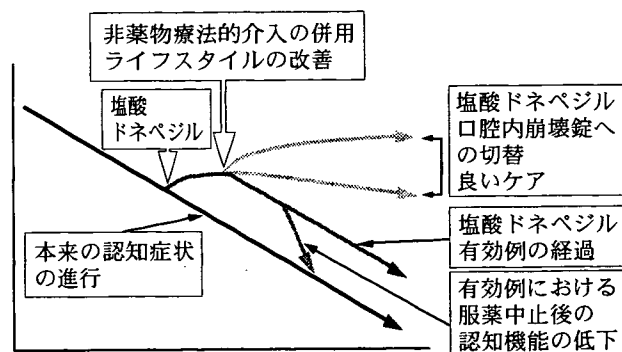 非薬物療法的介入の併用
ライフスタイルの改善
塩酸
ドネペジル
塩酸ドネペジル
口腔内崩壊錠へ
の切替
良いケア
本来の認知症状
の進行
塩酸ドネペジル
有効例の経過
有効例における
服薬中止後の
認知機能の低下